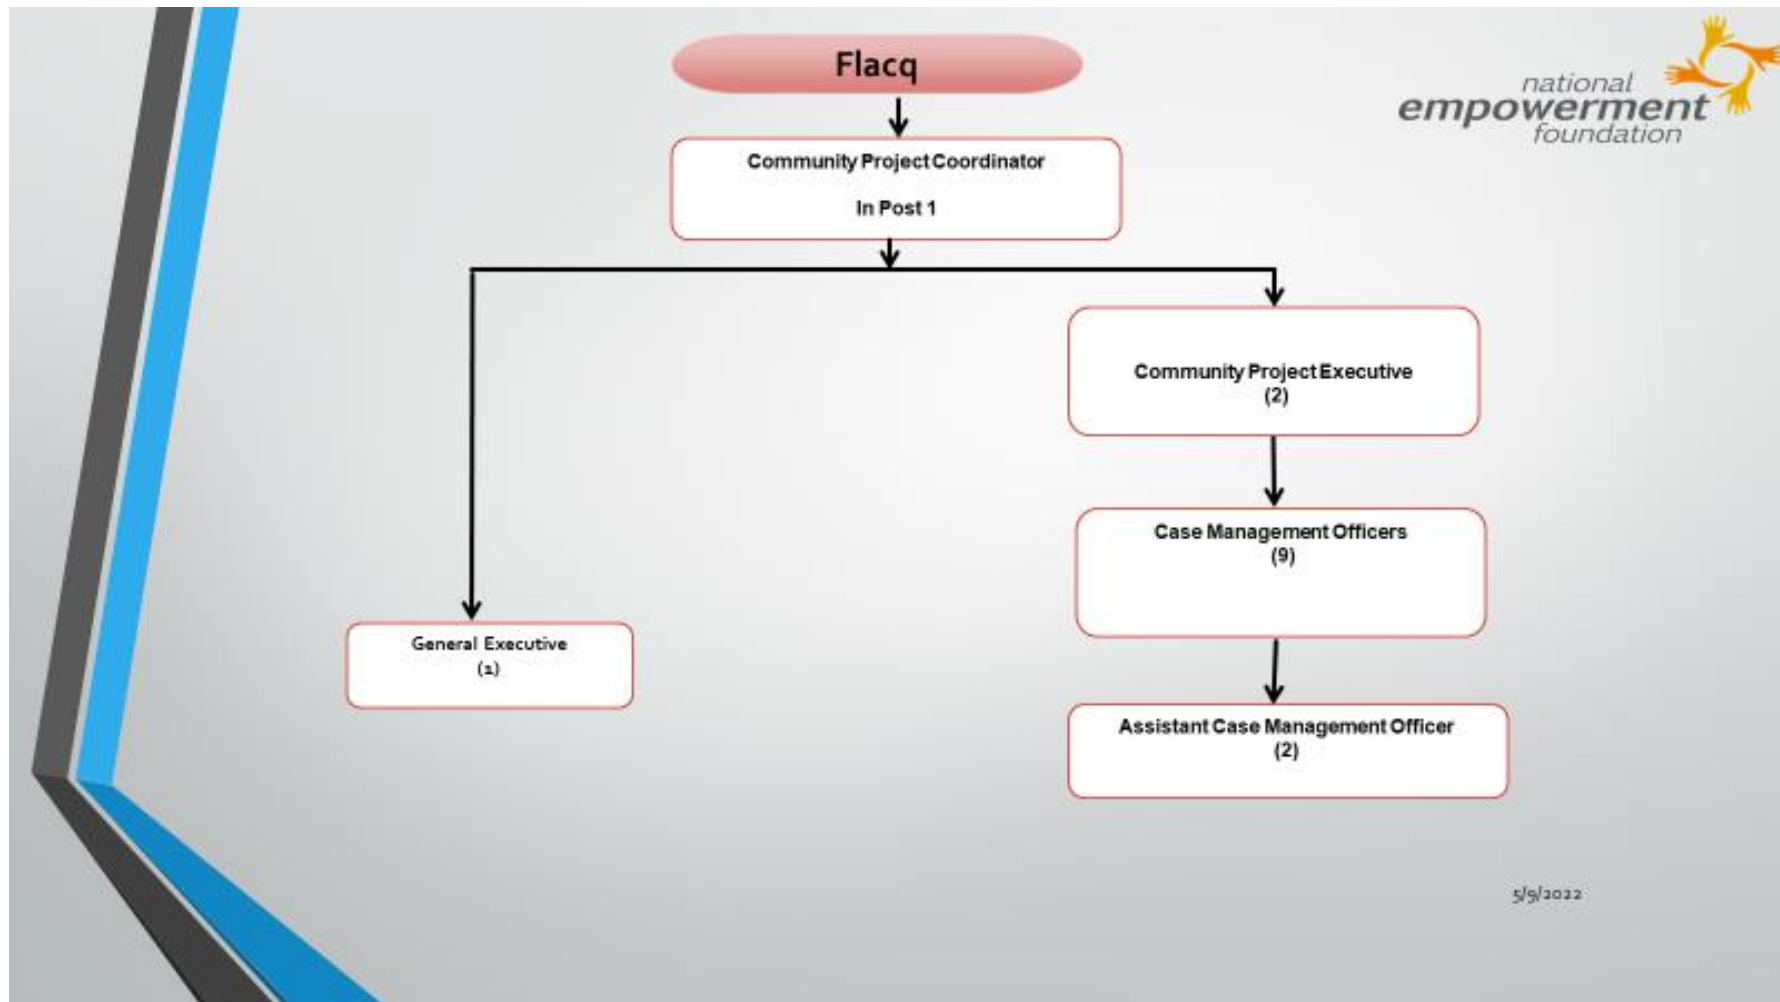 Flacq
national
empowerment
foundation
Community Project Coordinator
In Post 1
Community Project Executive
(2)
Case Management Officers
(9)
General Executive
(1)
Assistant Case Management Officer
(2)
5/9/2022